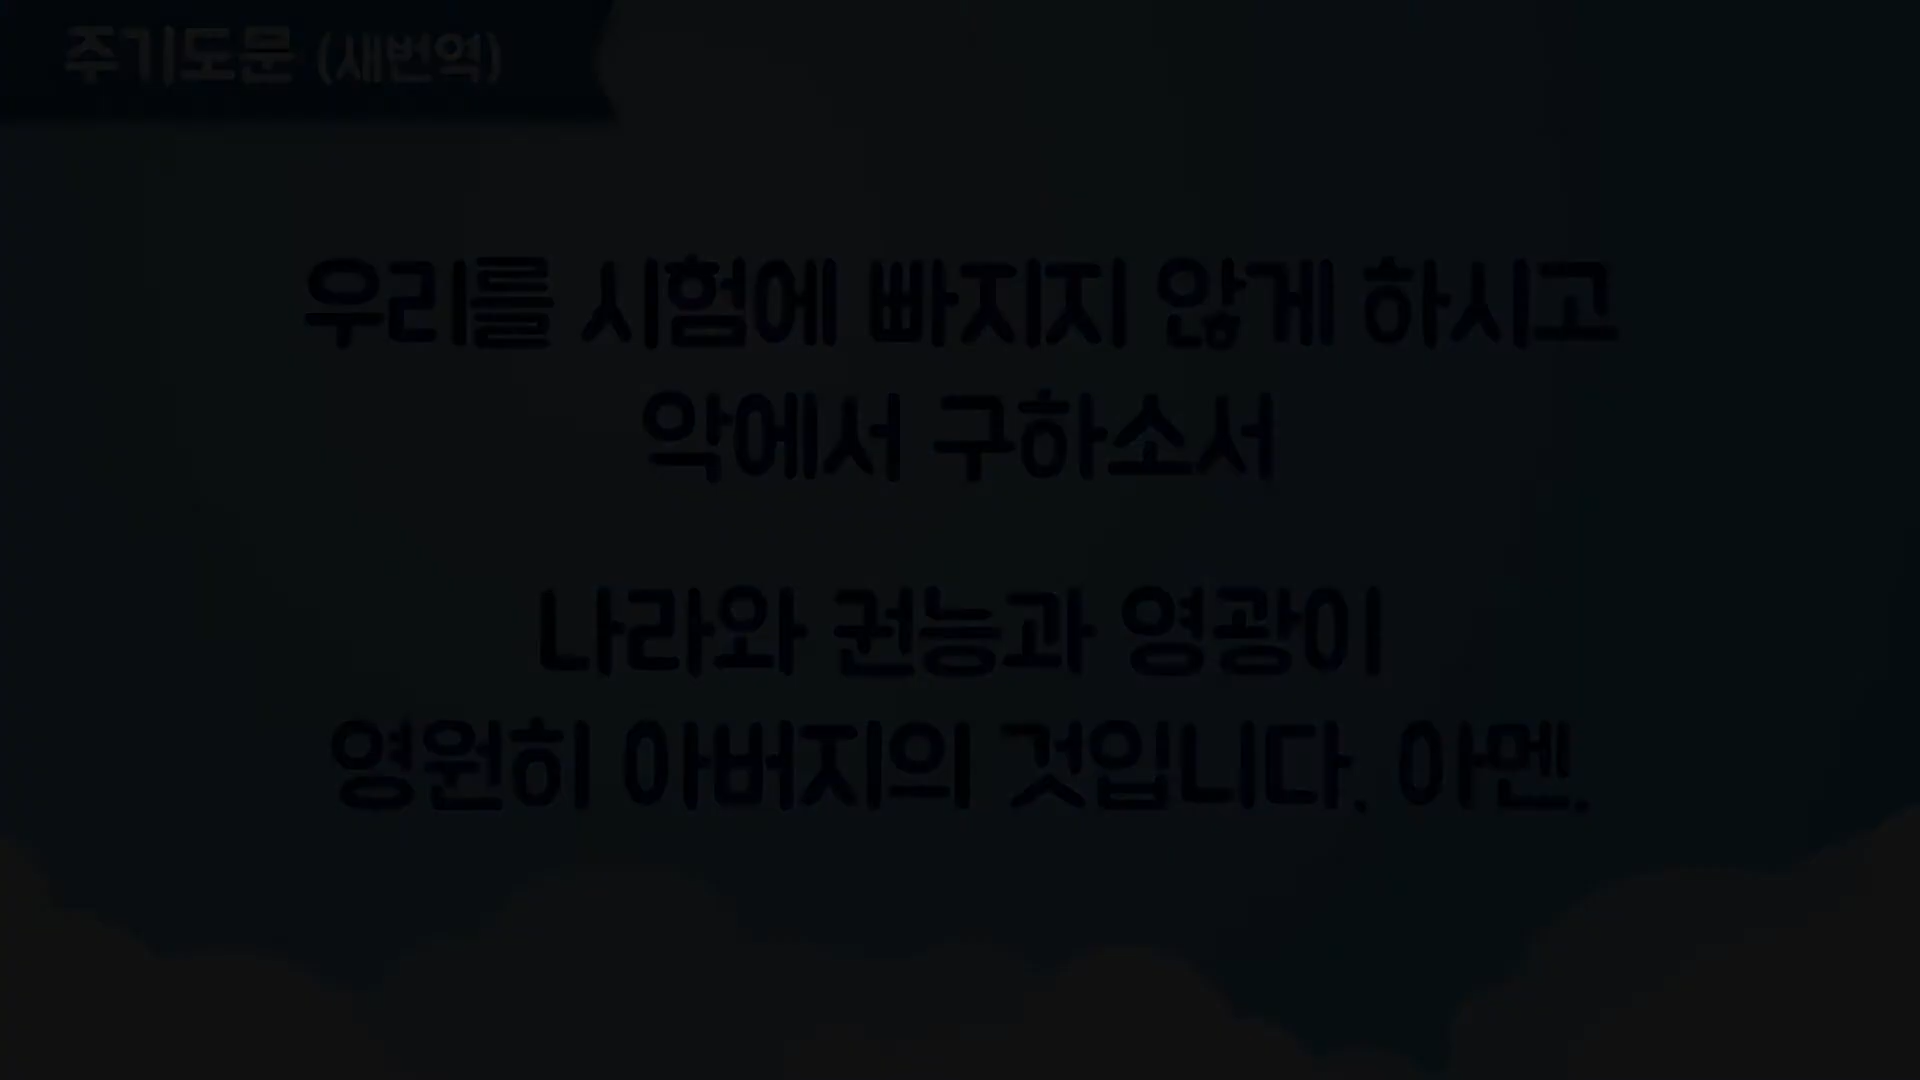 주기도문 (새번역)
우리를 시험에 빠지지 않게 하시고
악에서 구하소서
나라와 권능과 영광이
영원히 아버지의 것입니다. 아멘.